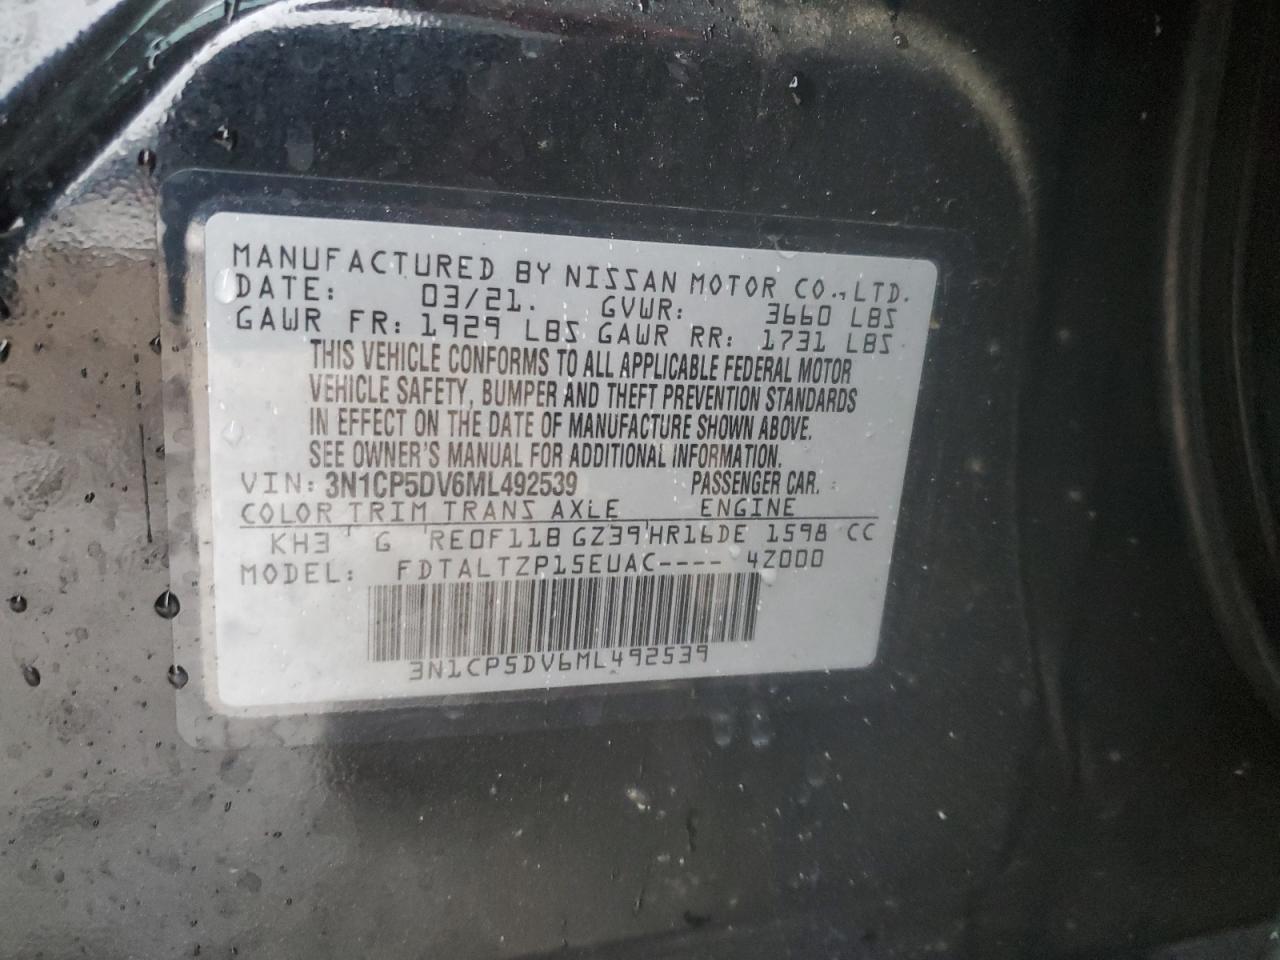 MANUFACTURED BY NISSAN MOTOR CO., LTD.
DATE: 03/21. GVWR: 3660 LBS
GAWR FR: 1929 LBS GAWR RR: 1731 LBS
THIS VEHICLE CONFORMS TO ALL APPLICABLE FEDERAL MOTOR
VEHICLE SAFETY, BUMPER AND THEFT PREVENTION STANDARDS
IN EFFECT ON THE DATE OF MANUFACTURE SHOWN ABOVE.
SEE OWNER'S MANUAL FOR ADDITIONAL INFORMATION.
VIN: 3N1CP5DV6ML492539 PASSENGER CAR.
COLOR TRIM TRANS AXLE ENGINE
KH3 G RE0F11B GZ39 HR16DE 1598 CC
MODEL: FDTALTZP15EUAC---- 4Z000
3N1CP5DV6ML492539